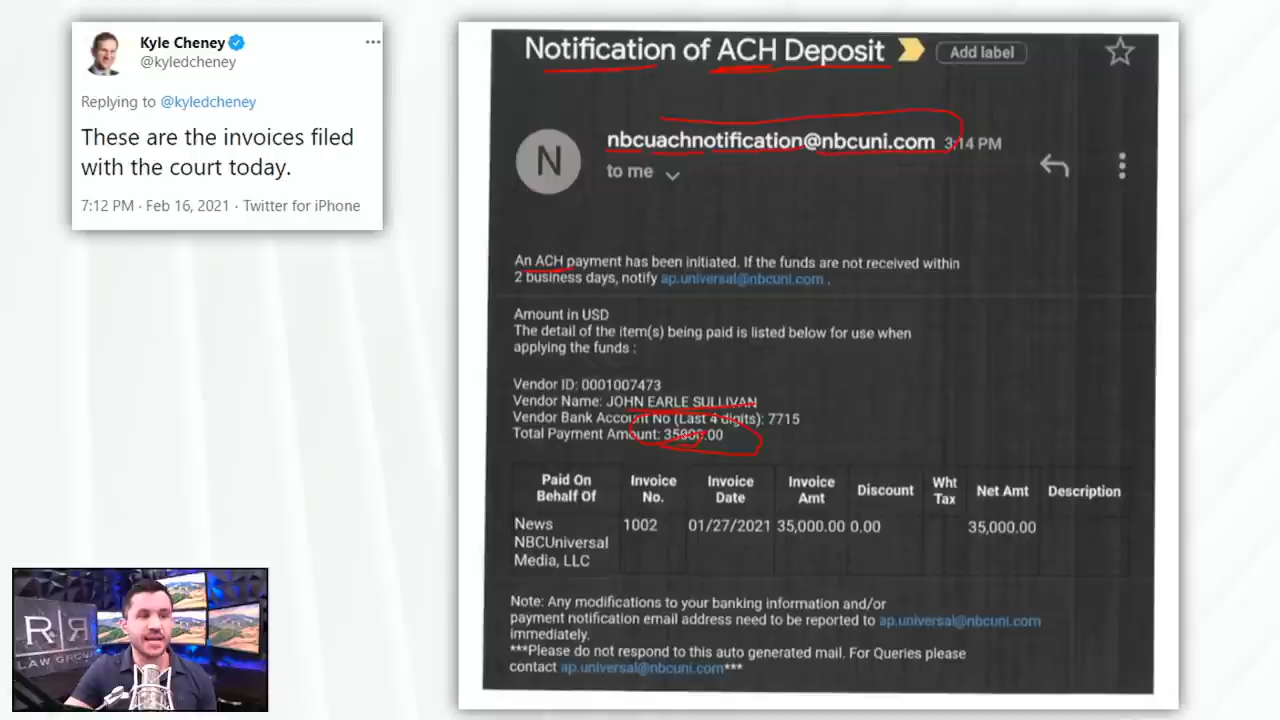 Kyle Cheney
@kyledcheney
Replying to @kyledcheney
These are the invoices filed
with the court today.
7:12 PM · Feb 16, 2021 · Twitter for iPhone
Notification of ACH Deposit
Add label
N
nbcuachnotification@nbcuni.com 3:14 PM
to me
An ACH payment has been initiated. If the funds are not received within
2 business days, notify ap.universal@nbcuni.com .
Amount in USD
The detail of the item(s) being paid is listed below for use when
applying the funds :
Vendor ID: 0001007473
Vendor Name: JOHN EARLE SULLIVAN
Vendor Bank Account No (Last 4 digits): 7715
Total Payment Amount: 35000.00
Paid On Behalf Of Invoice No. Invoice Date Invoice Amt Discount Wht Tax Net Amt Description
News 1002 01/27/2021 35,000.00 0.00 35,000.00
NBCUniversal
Media, LLC
Note: Any modifications to your banking information and/or
payment notification email address need to be reported to ap.universal@nbcuni.com
immediately.
***Please do not respond to this auto generated mail. For Queries please
contact ap.universal@nbcuni.com***
R|R
LAW GROUP